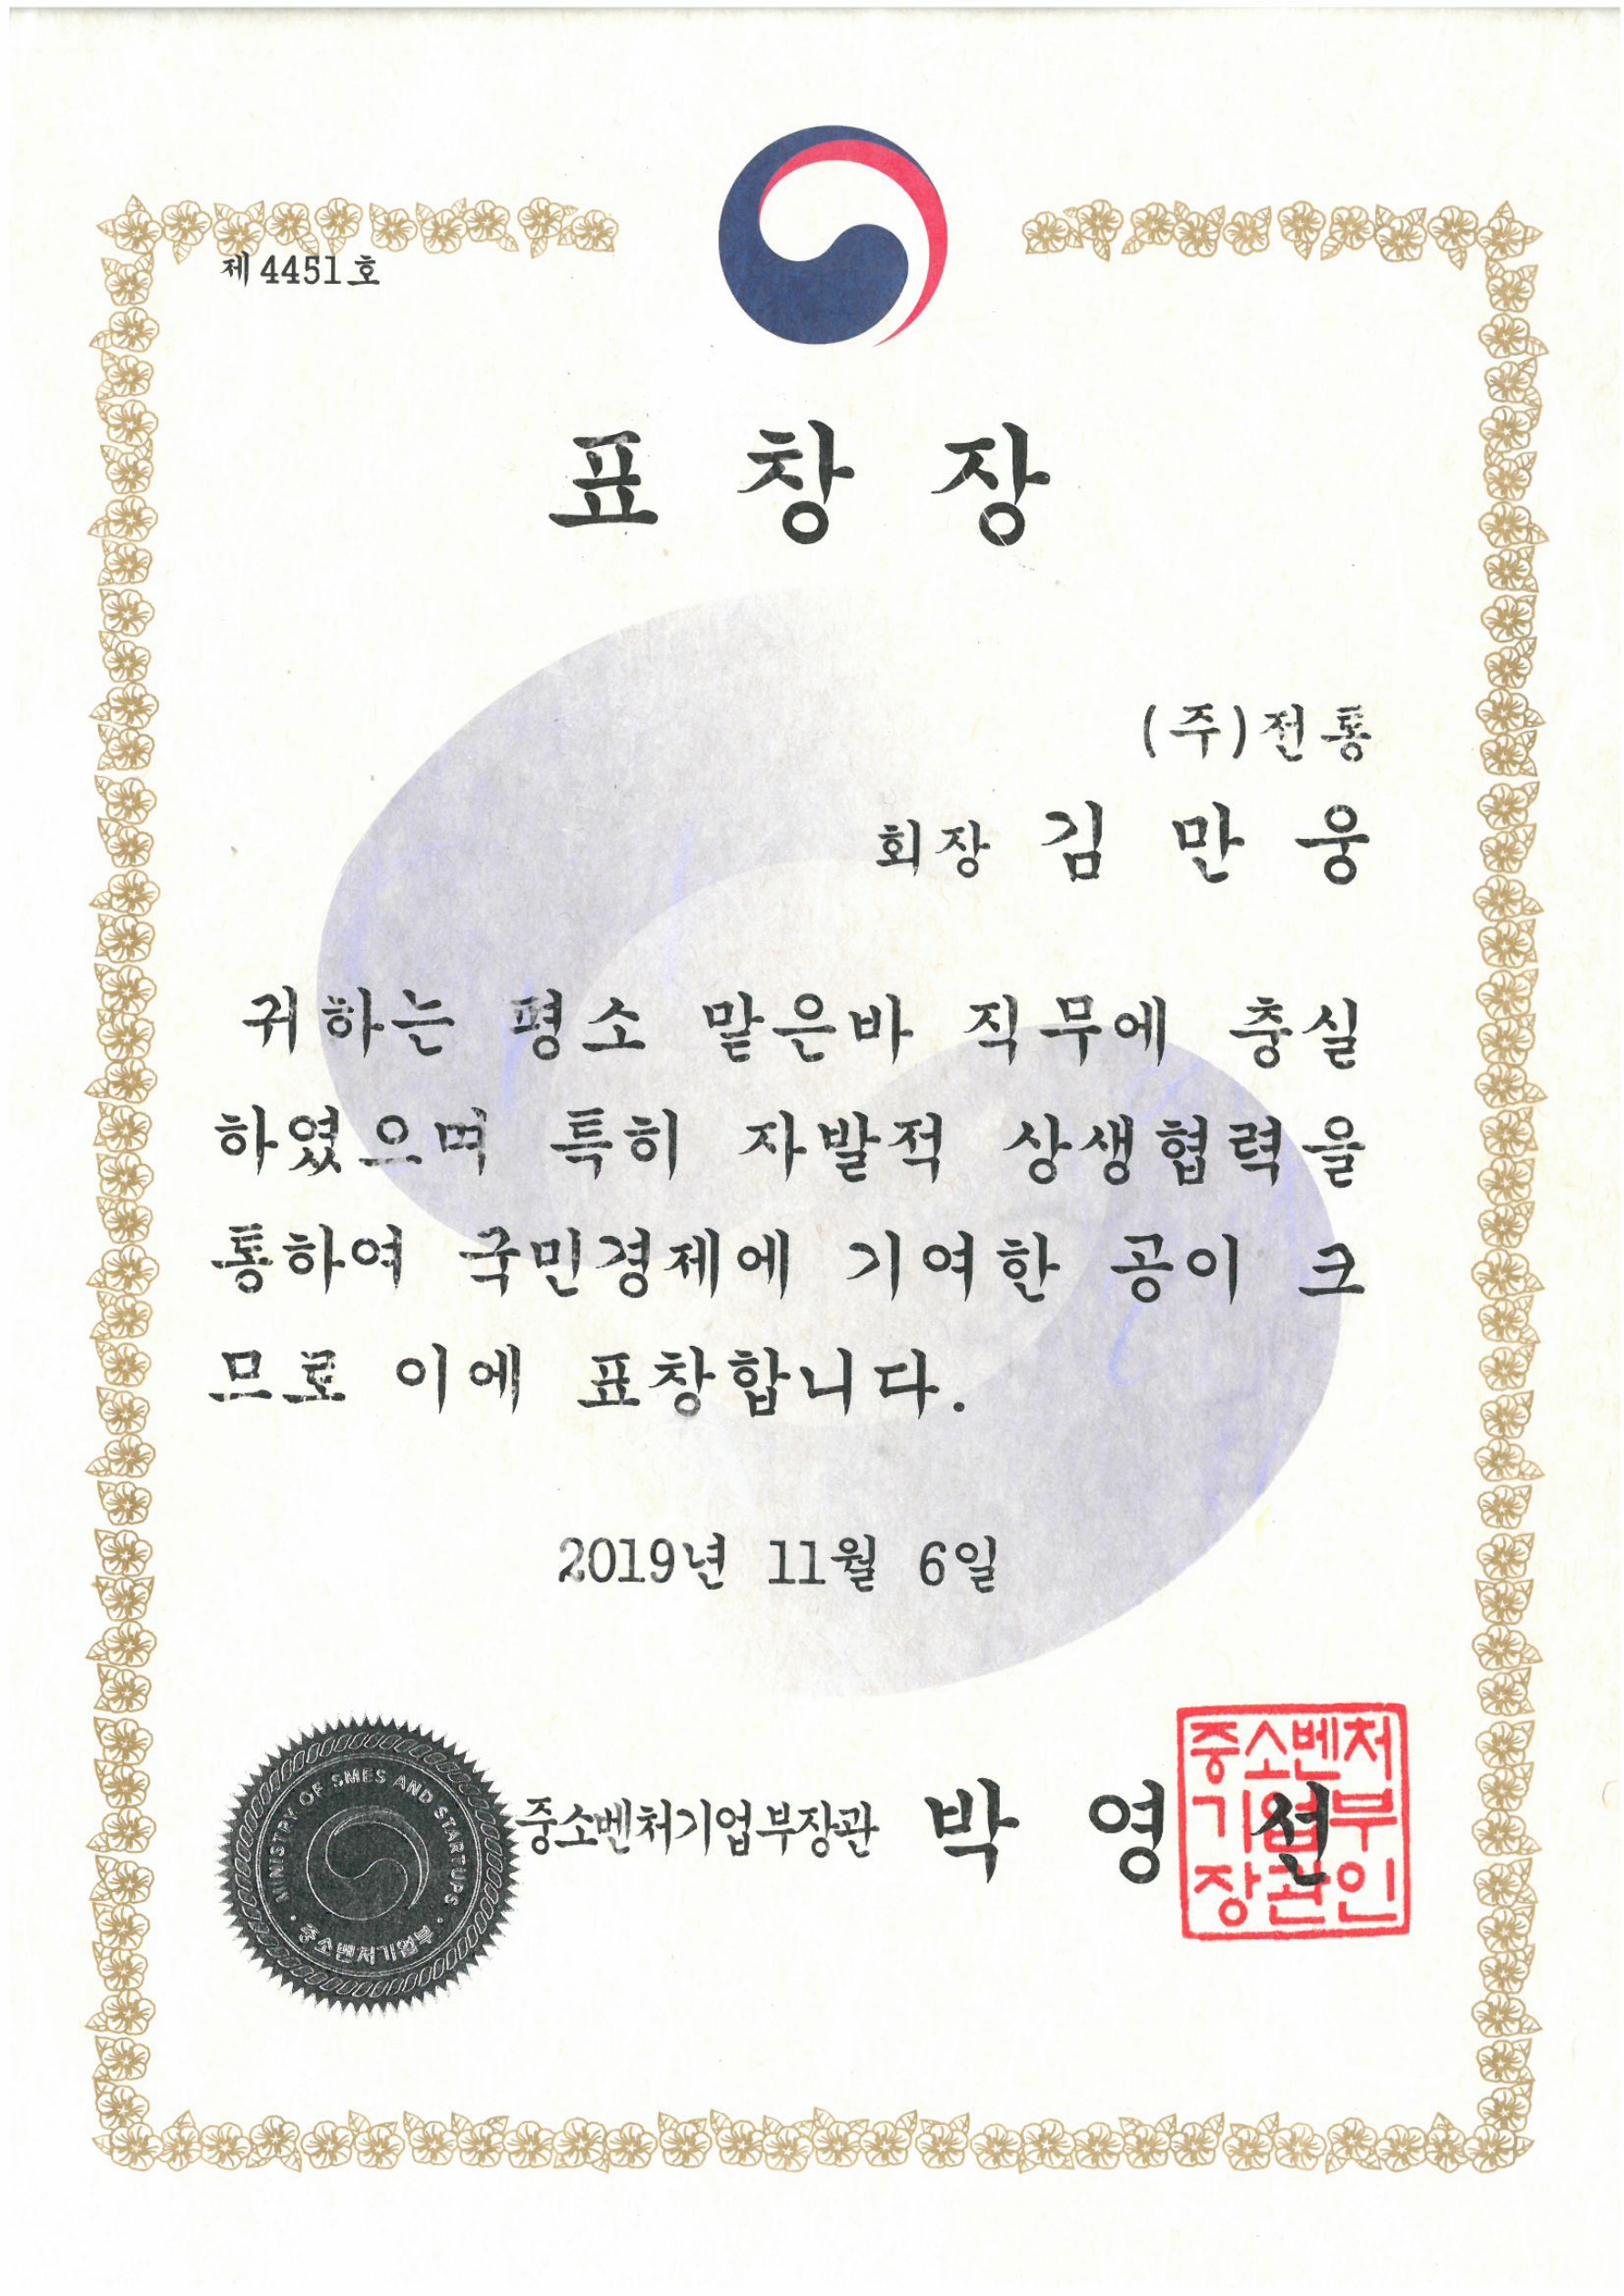 제 4451 호
표 창 장
(주)전통
회장 김 만 웅
귀하는 평소 맡은바 직무에 충실
하였으며 특히 자발적 상생협력을
통하여 국민경제에 기여한 공이 크
므로 이에 표창합니다.
2019년 11월 6일
중소벤처기업부장관 박 영 선
중소벤처
기업부
장관인
MINISTRY OF SMES AND STARTUPS
중소벤처기업부